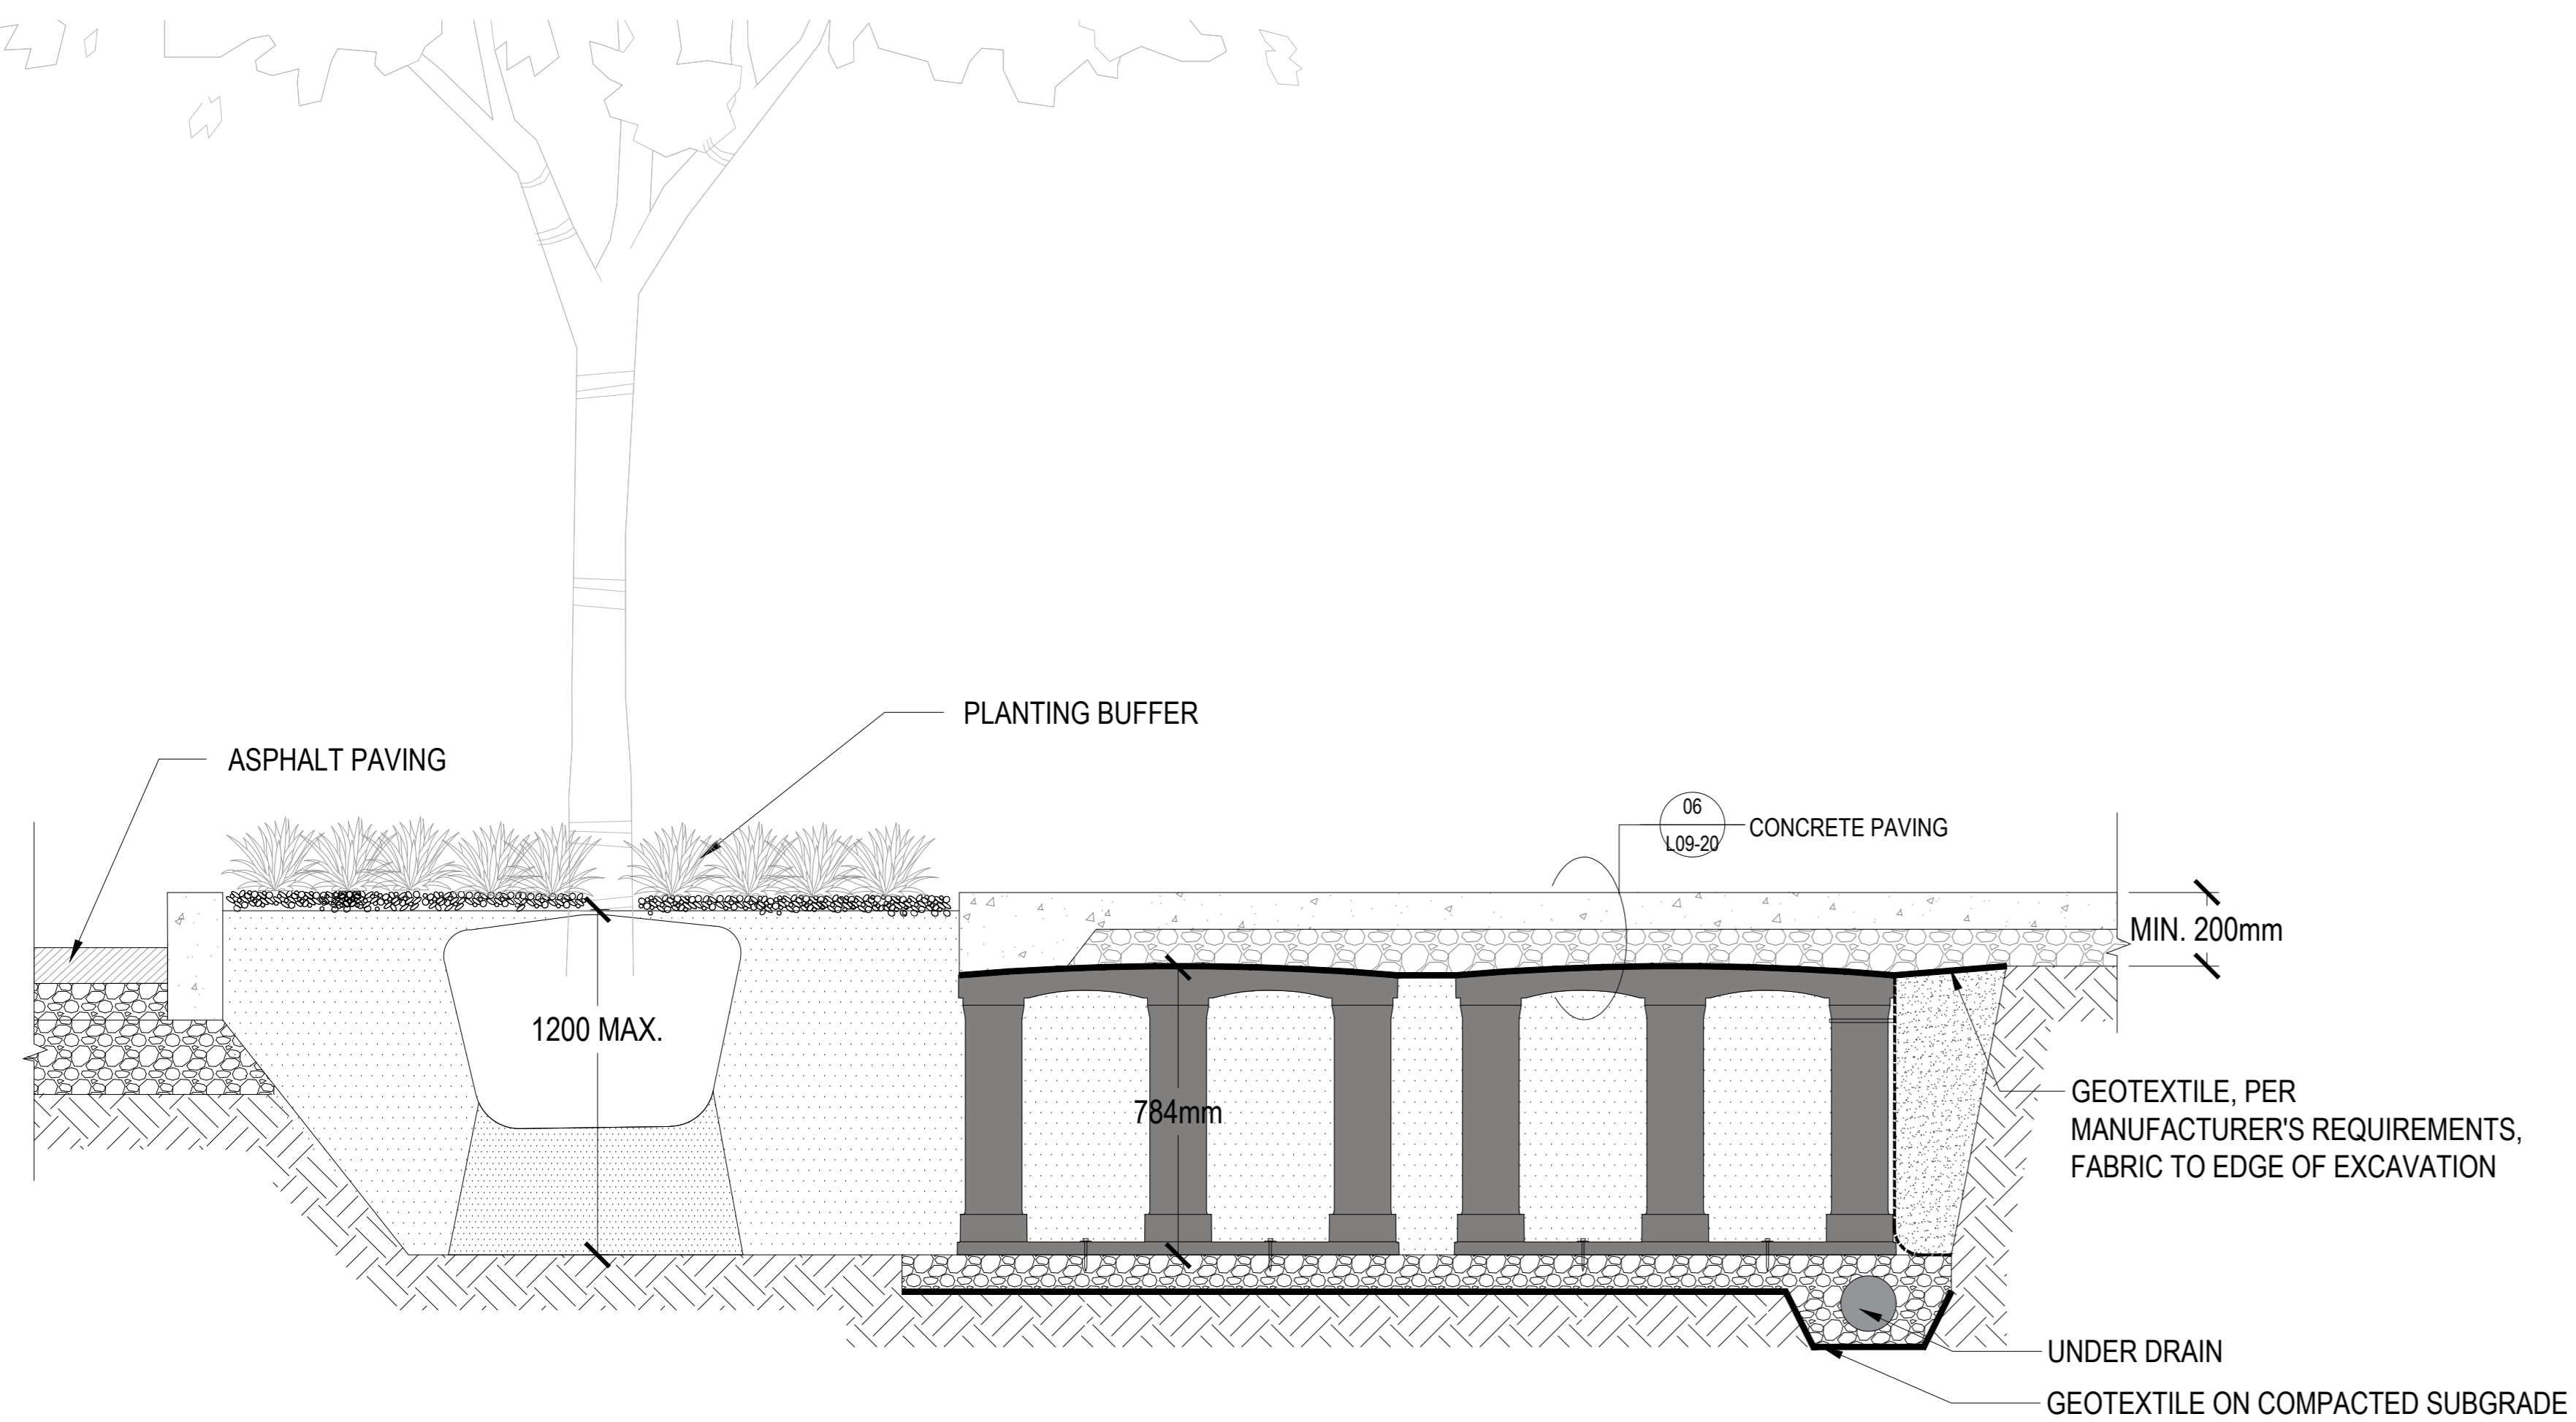 PLANTING BUFFER
ASPHALT PAVING
06
L09-20
CONCRETE PAVING
MIN. 200mm
1200 MAX.
784mm
GEOTEXTILE, PER
MANUFACTURER'S REQUIREMENTS,
FABRIC TO EDGE OF EXCAVATION
UNDER DRAIN
GEOTEXTILE ON COMPACTED SUBGRADE